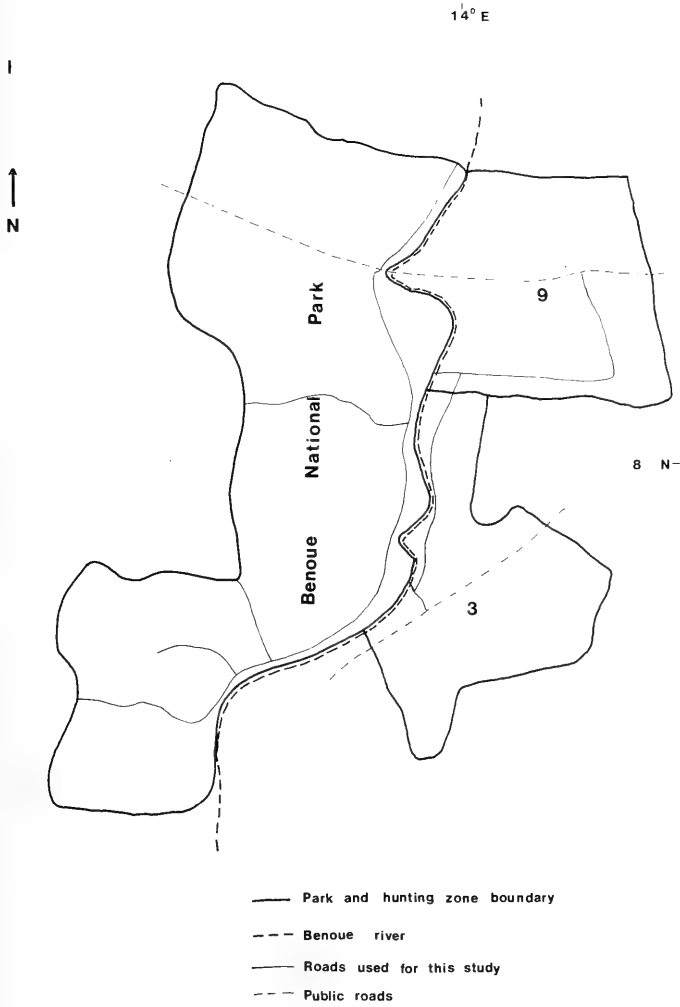 14° E
N
Park
9
National
8 N-
Benoue
3
Park and hunting zone boundary
Benoue river
Roads used for this study
Public roads